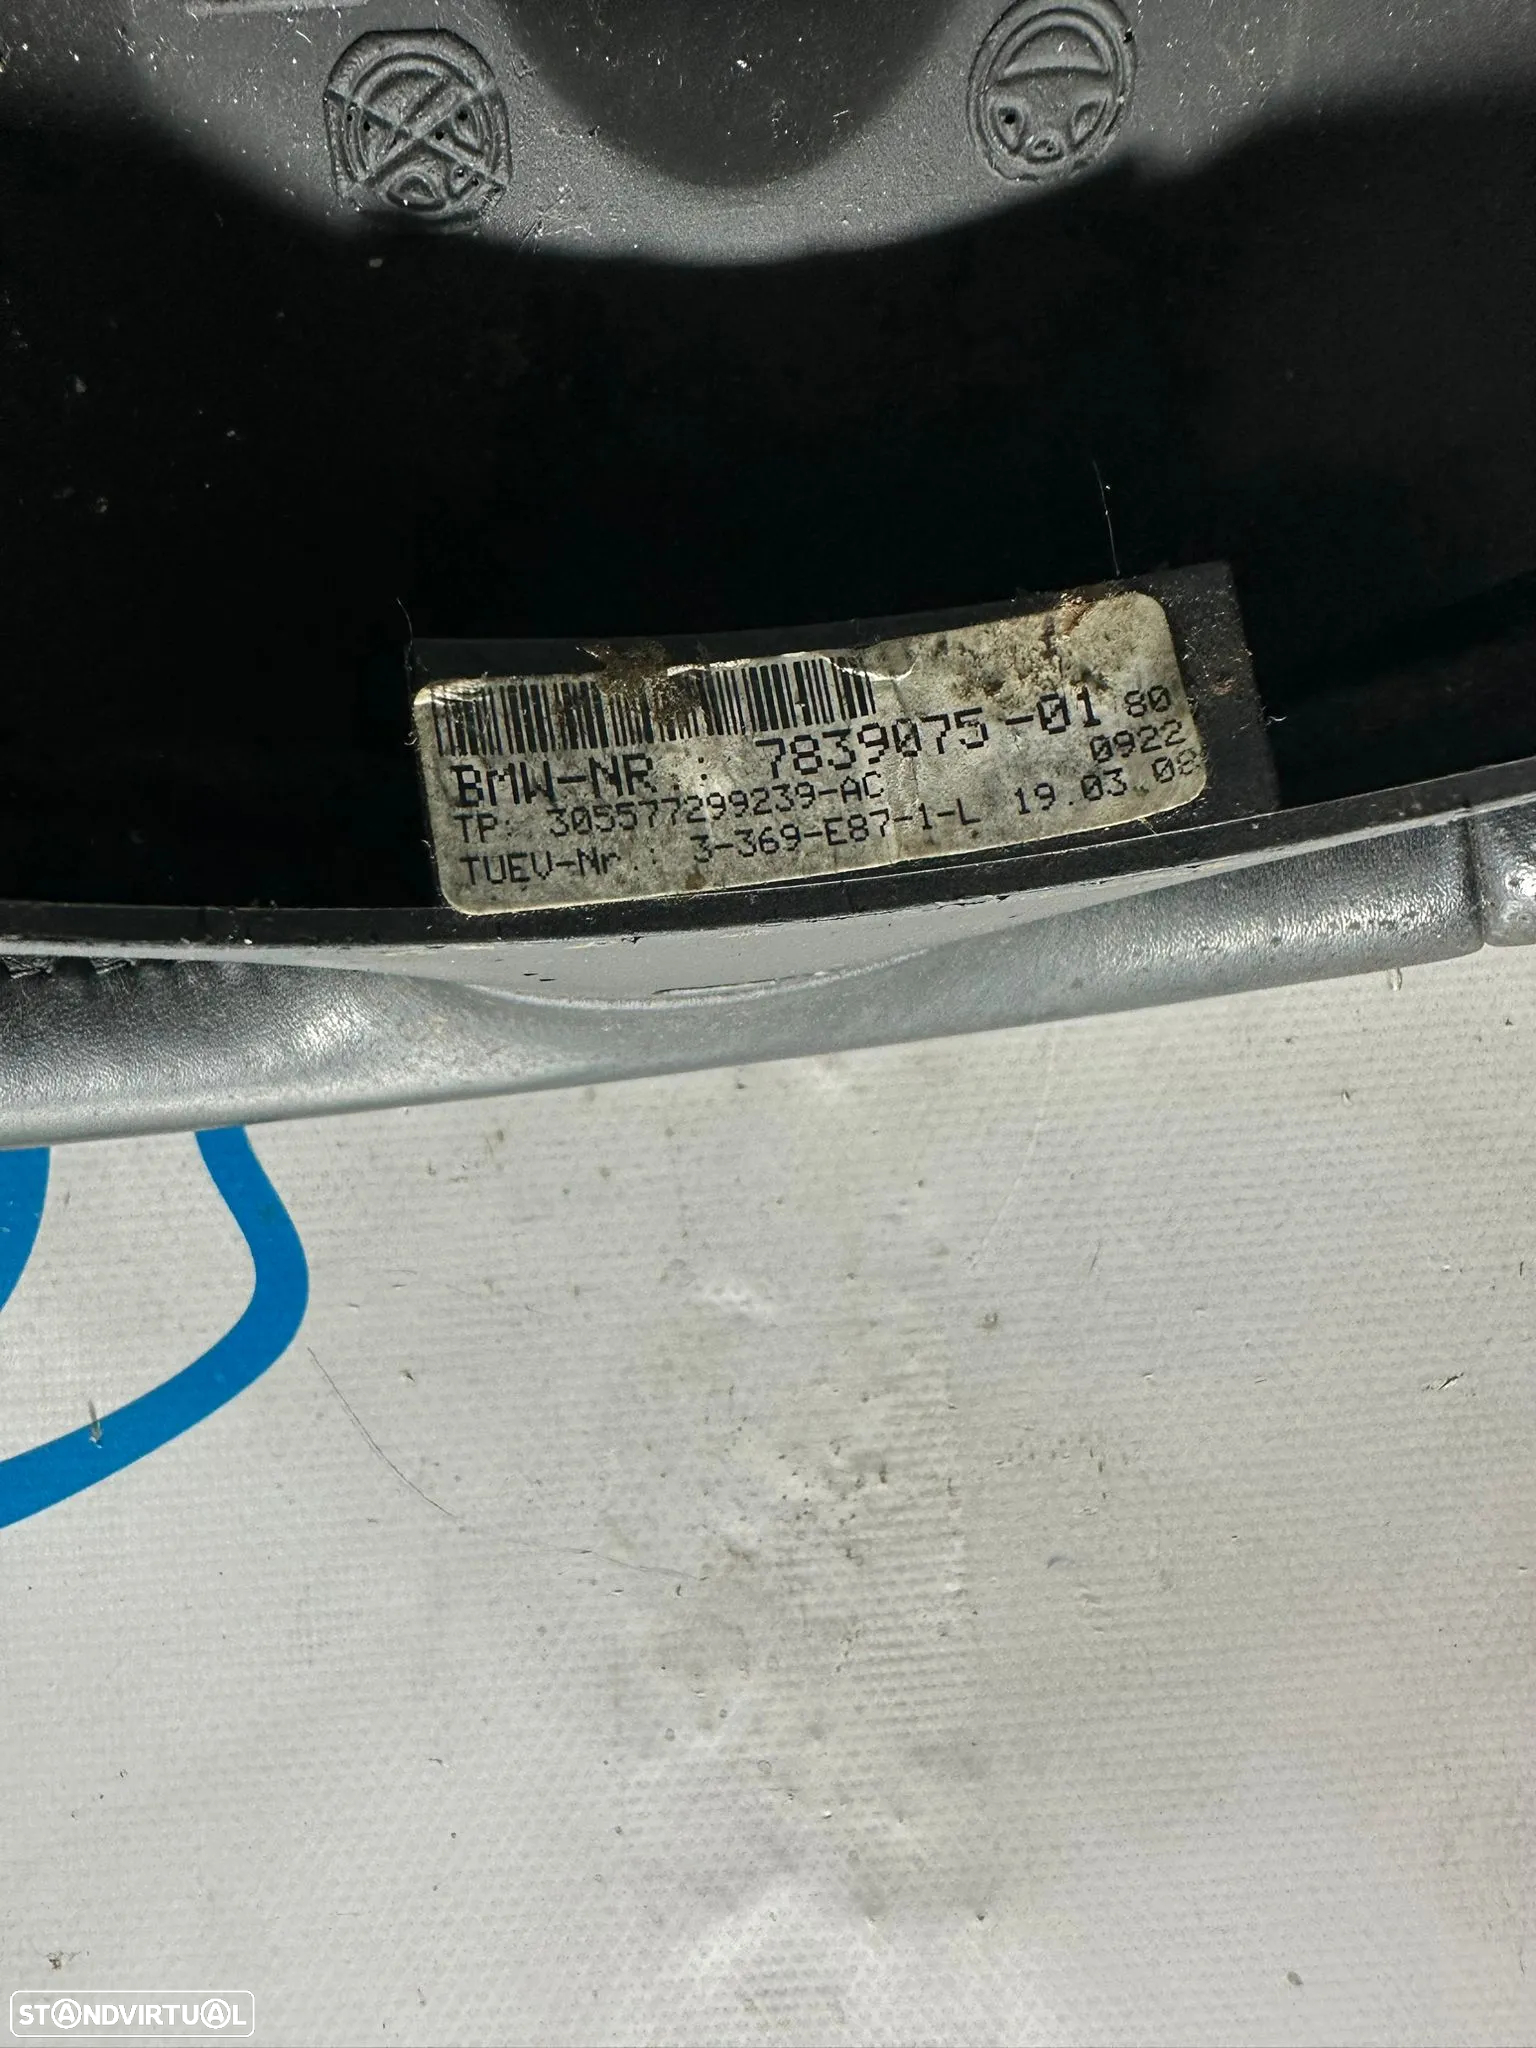 BMW-NR.: 7839075-01 80
TP: 305577299239-AC 0922
TUEV-Nr.: 3-369-E87-1-L 19.03.08
STANDVIRTUAL